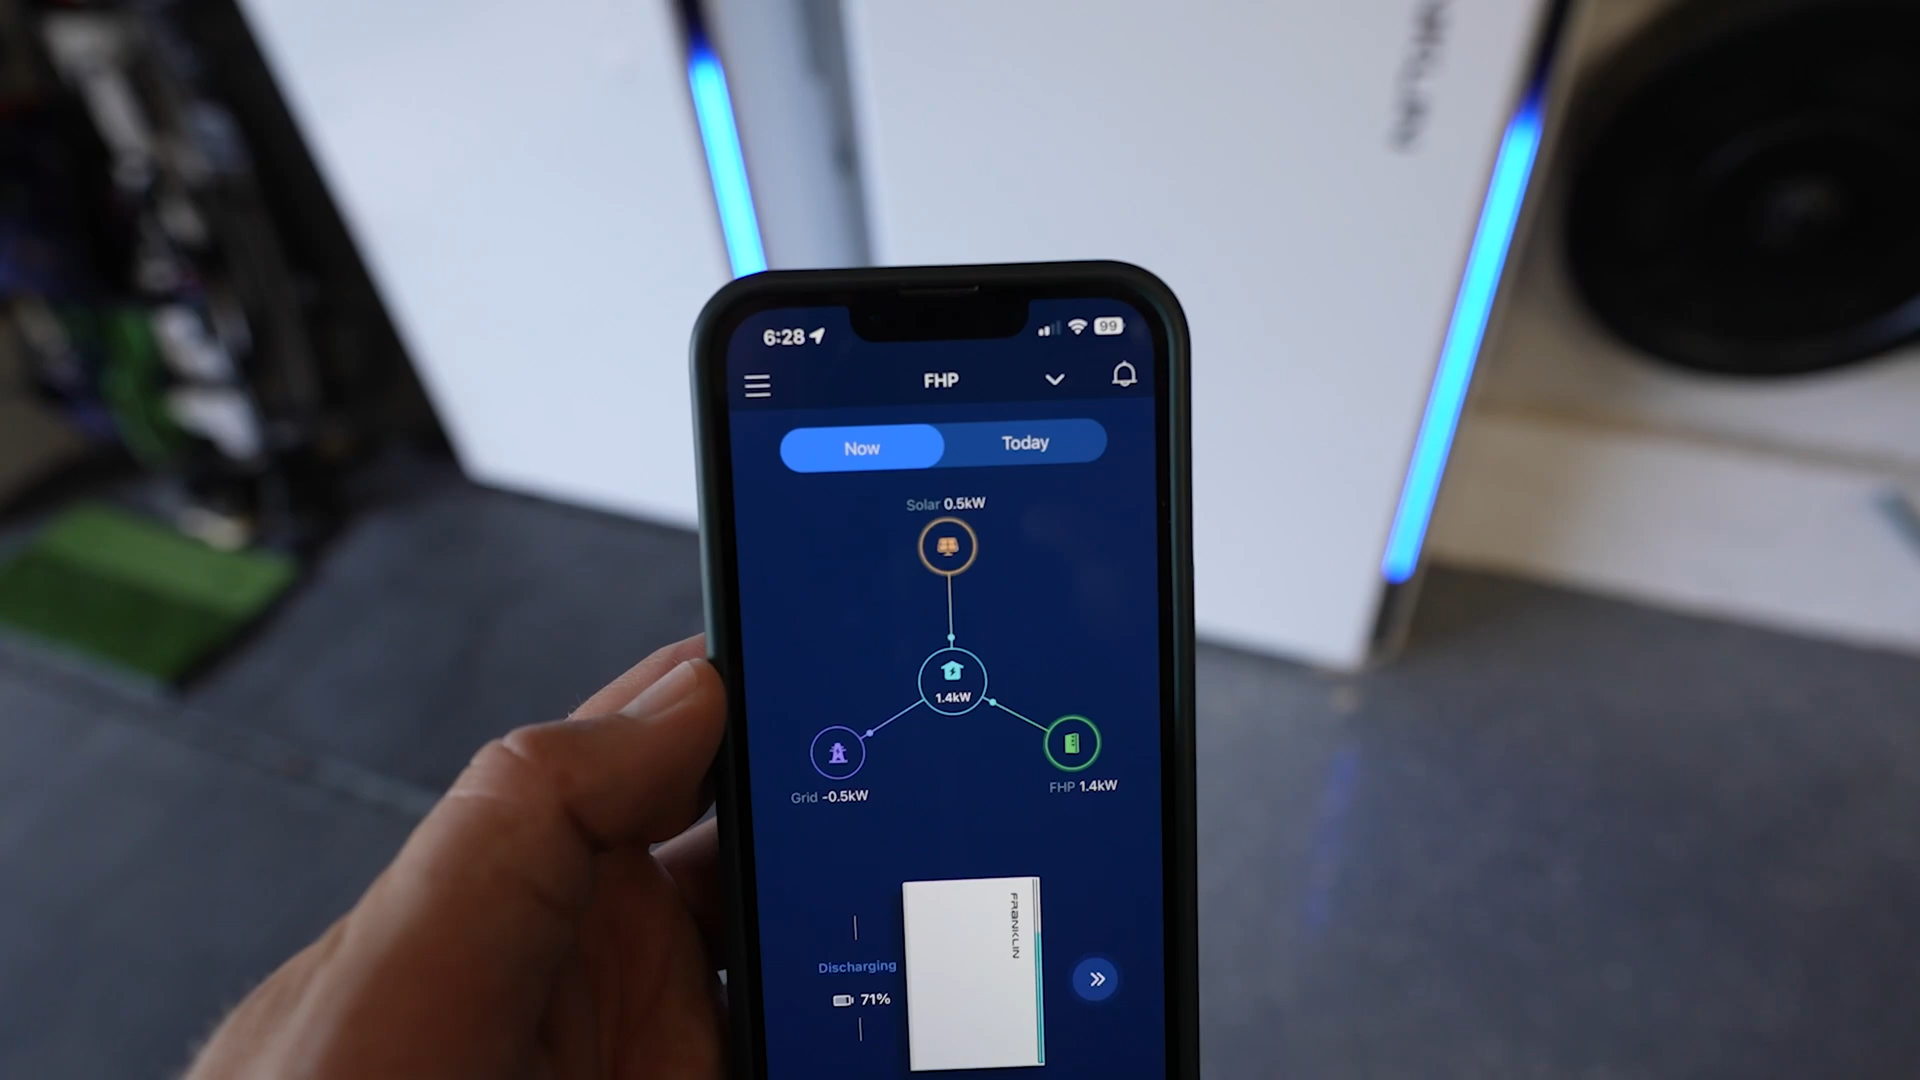 6:28
99
FHP
Now
Today
Solar 0.5kW
1.4kW
Grid -0.5kW
FHP 1.4kW
FRANKLIN
Discharging
71%